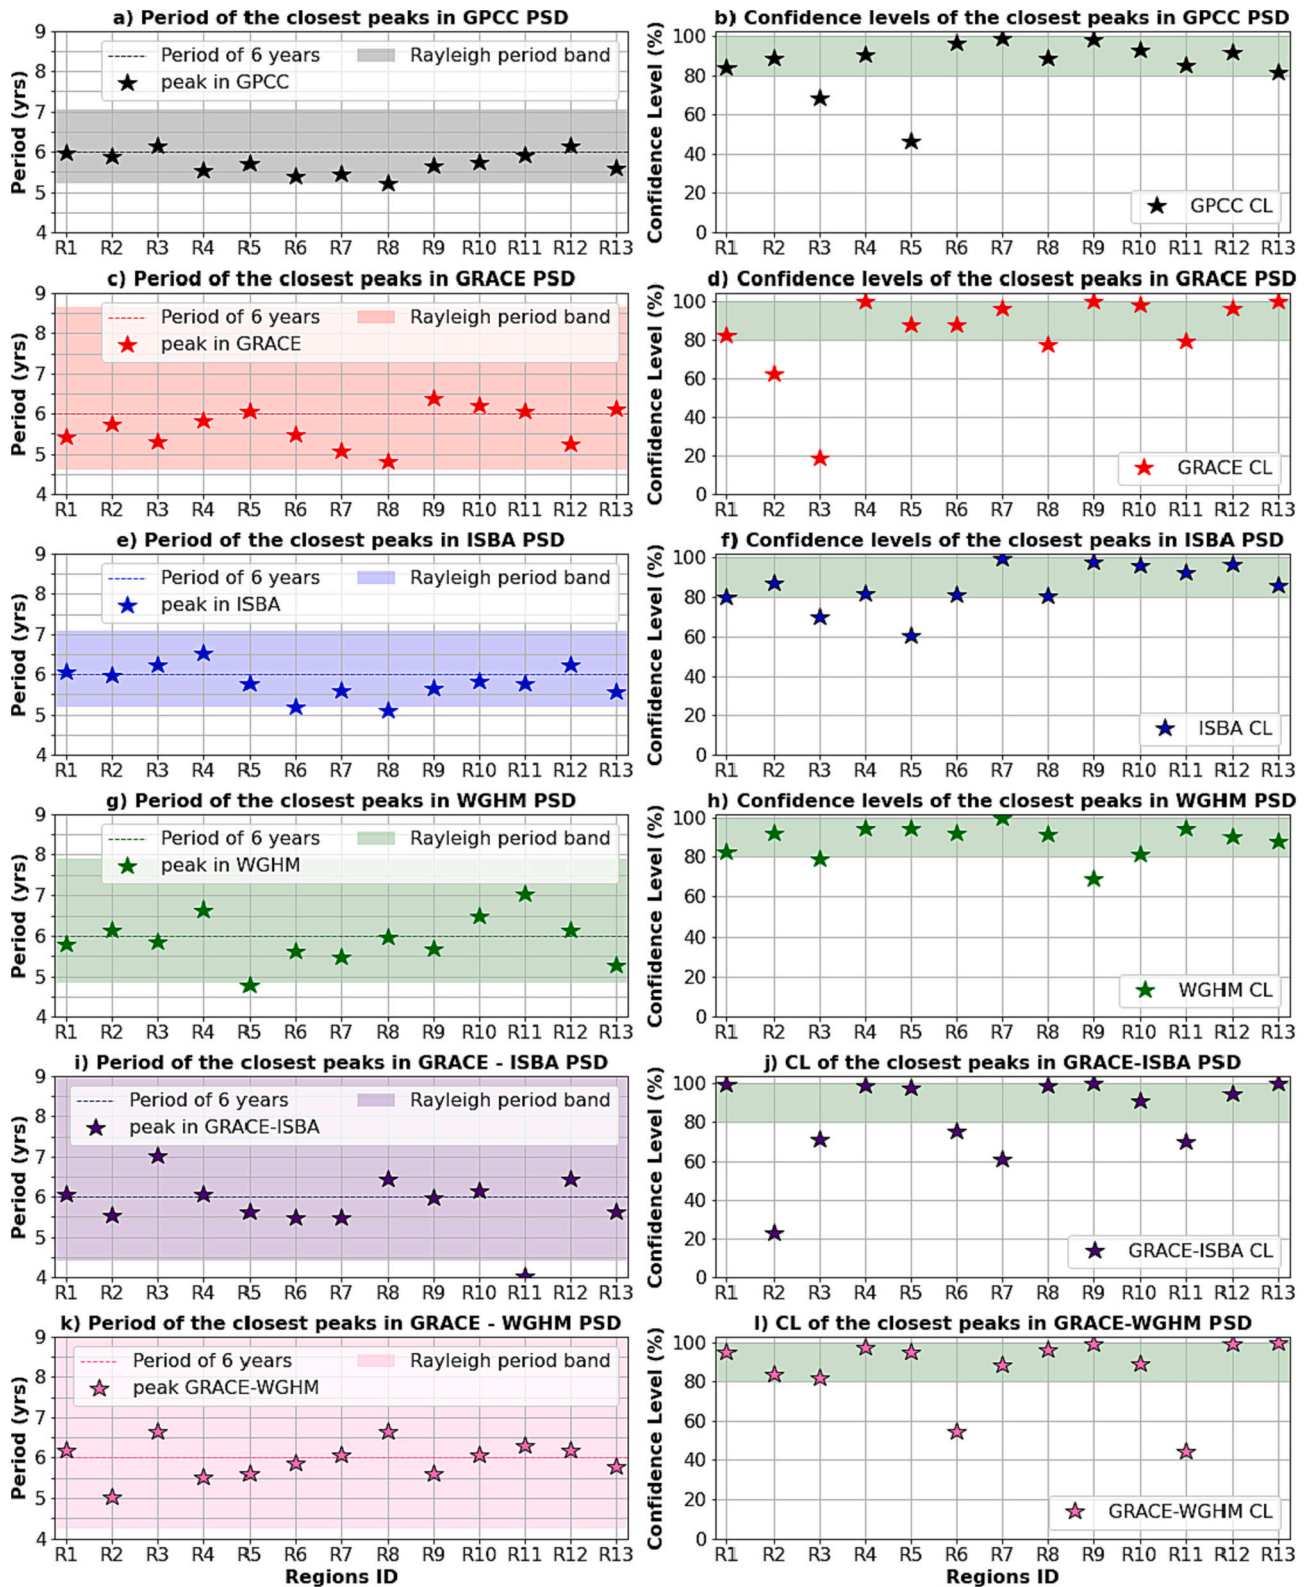 a) Period of the closest peaks in GPCC PSD
9
8
7
6
5
4
Period (yrs)
Period of 6 years
Rayleigh period band
peak in GPCC
R1 R2 R3 R4 R5 R6 R7 R8 R9 R10 R11 R12 R13
b) Confidence levels of the closest peaks in GPCC PSD
100
80
60
40
20
0
Confidence Level (%)
GPCC CL
R1 R2 R3 R4 R5 R6 R7 R8 R9 R10 R11 R12 R13
c) Period of the closest peaks in GRACE PSD
9
8
7
6
5
4
Period (yrs)
Period of 6 years
Rayleigh period band
peak in GRACE
R1 R2 R3 R4 R5 R6 R7 R8 R9 R10 R11 R12 R13
d) Confidence levels of the closest peaks in GRACE PSD
100
80
60
40
20
0
Confidence Level (%)
GRACE CL
R1 R2 R3 R4 R5 R6 R7 R8 R9 R10 R11 R12 R13
e) Period of the closest peaks in ISBA PSD
9
8
7
6
5
4
Period (yrs)
Period of 6 years
Rayleigh period band
peak in ISBA
R1 R2 R3 R4 R5 R6 R7 R8 R9 R10 R11 R12 R13
f) Confidence levels of the closest peaks in ISBA PSD
100
80
60
40
20
0
Confidence Level (%)
ISBA CL
R1 R2 R3 R4 R5 R6 R7 R8 R9 R10 R11 R12 R13
g) Period of the closest peaks in WGHM PSD
9
8
7
6
5
4
Period (yrs)
Period of 6 years
Rayleigh period band
peak in WGHM
R1 R2 R3 R4 R5 R6 R7 R8 R9 R10 R11 R12 R13
h) Confidence levels of the closest peaks in WGHM PSD
100
80
60
40
20
0
Confidence Level (%)
WGHM CL
R1 R2 R3 R4 R5 R6 R7 R8 R9 R10 R11 R12 R13
i) Period of the closest peaks in GRACE - ISBA PSD
9
8
7
6
5
4
Period (yrs)
Period of 6 years
Rayleigh period band
peak in GRACE-ISBA
R1 R2 R3 R4 R5 R6 R7 R8 R9 R10 R11 R12 R13
j) CL of the closest peaks in GRACE-ISBA PSD
100
80
60
40
20
0
Confidence Level (%)
GRACE-ISBA CL
R1 R2 R3 R4 R5 R6 R7 R8 R9 R10 R11 R12 R13
k) Period of the closest peaks in GRACE - WGHM PSD
9
8
7
6
5
4
Period (yrs)
Period of 6 years
Rayleigh period band
peak GRACE-WGHM
R1 R2 R3 R4 R5 R6 R7 R8 R9 R10 R11 R12 R13
Regions ID
l) CL of the closest peaks in GRACE-WGHM PSD
100
80
60
40
20
0
Confidence Level (%)
GRACE-WGHM CL
R1 R2 R3 R4 R5 R6 R7 R8 R9 R10 R11 R12 R13
Regions ID